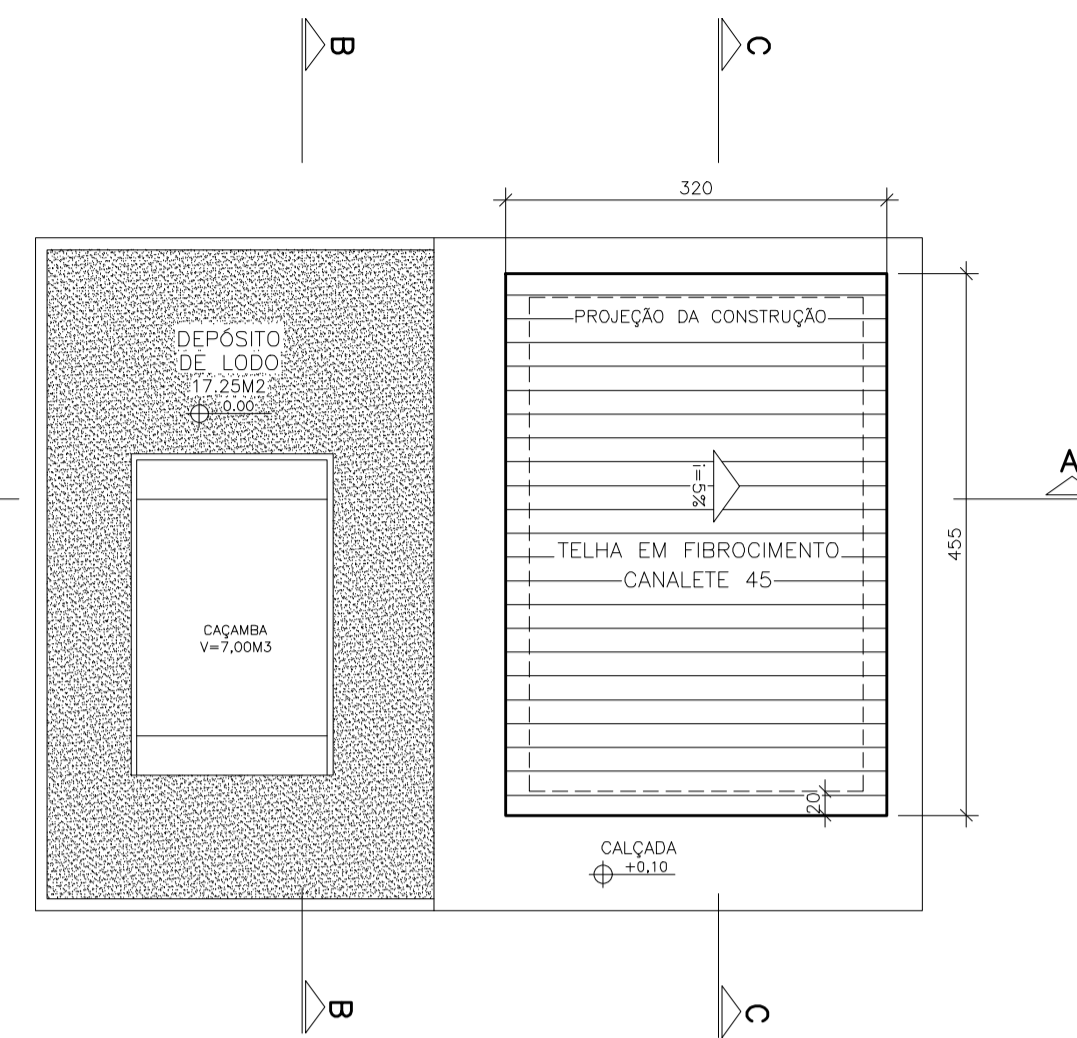 B
C
320
PROJEÇÃO DA CONSTRUÇÃO
DEPÓSITO
DE LODO
17.25M2
0.00
A
i=5%
455
TELHA EM FIBROCIMENTO
CANALETE 45
CAÇAMBA
V=7,00M3
20
CALÇADA
+0,10
B
C